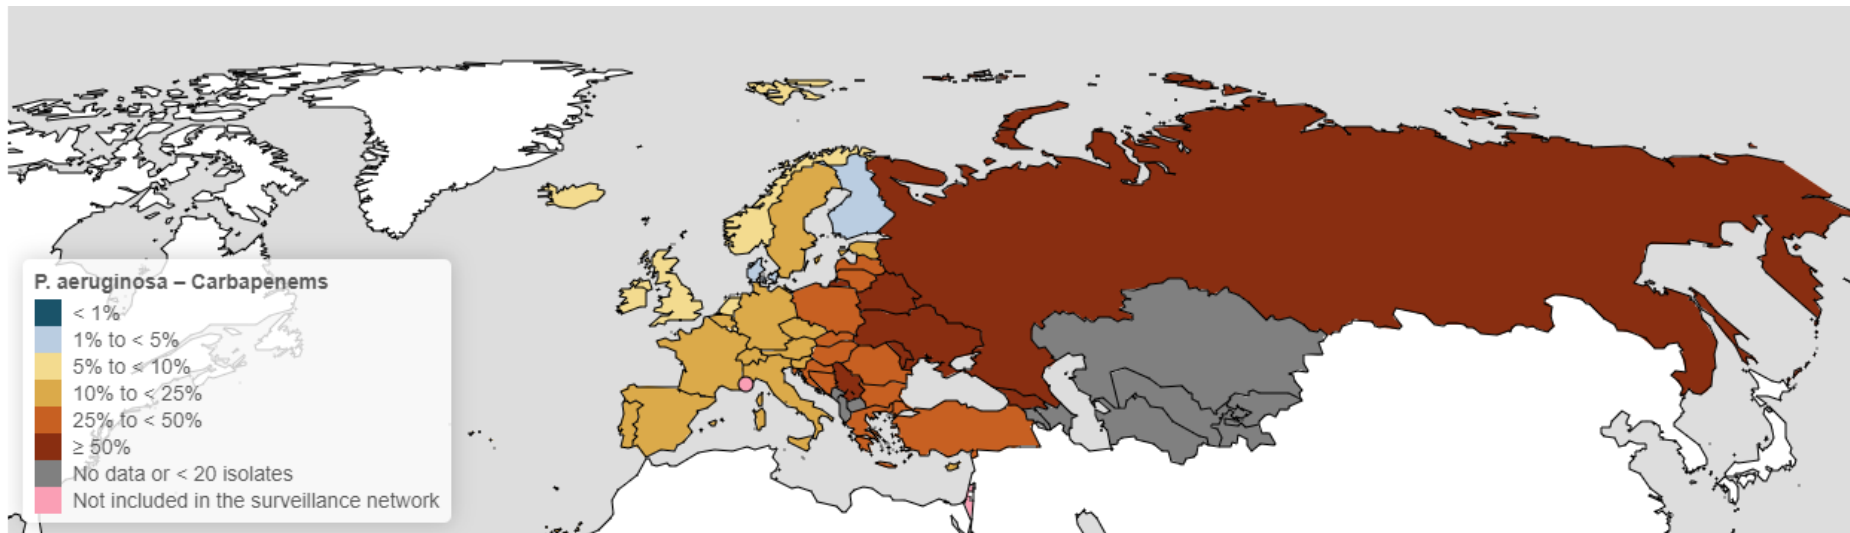 P. aeruginosa – Carbapenems
< 1%
1% to < 5%
5% to < 10%
10% to < 25%
25% to < 50%
≥ 50%
No data or < 20 isolates
Not included in the surveillance network